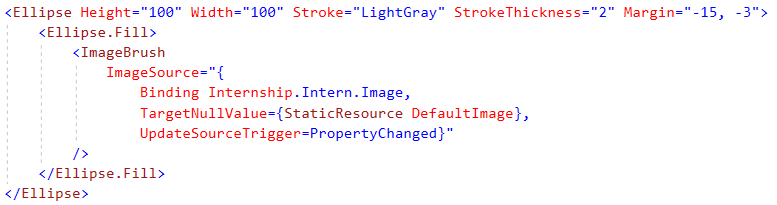 <Ellipse Height="100" Width="100" Stroke="LightGray" StrokeThickness="2" Margin="-15, -3">
    <Ellipse.Fill>
        <ImageBrush
            ImageSource="{
                Binding Internship.Intern.Image,
                TargetNullValue={StaticResource DefaultImage},
                UpdateSourceTrigger=PropertyChanged}"
        />
    </Ellipse.Fill>
</Ellipse>